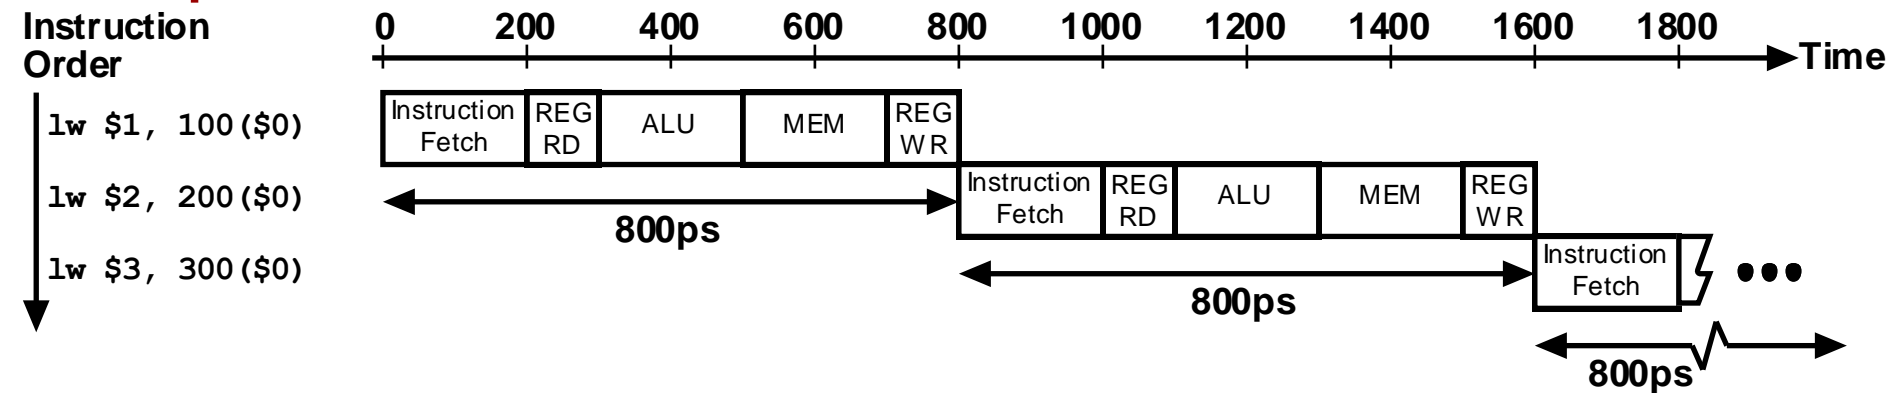 Instruction
Order
0 200 400 600 800 1000 1200 1400 1600 1800
Time
lw $1, 100($0)
Instruction
Fetch
REG
RD
ALU
MEM
REG
WR
800ps
lw $2, 200($0)
Instruction
Fetch
REG
RD
ALU
MEM
REG
WR
800ps
lw $3, 300($0)
Instruction
Fetch
800ps